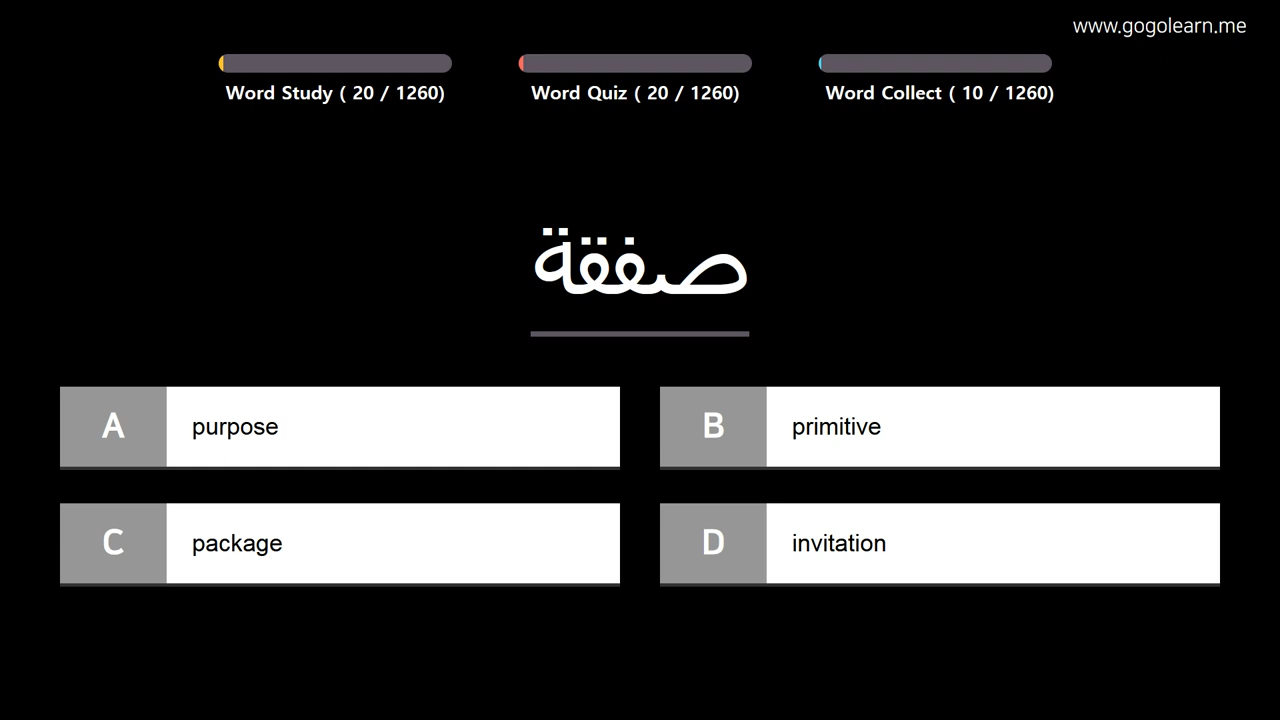 www.gogolearn.me
Word Study ( 20 / 1260)
Word Quiz ( 20 / 1260)
Word Collect ( 10 / 1260)
صفقة
A purpose
B primitive
C package
D invitation